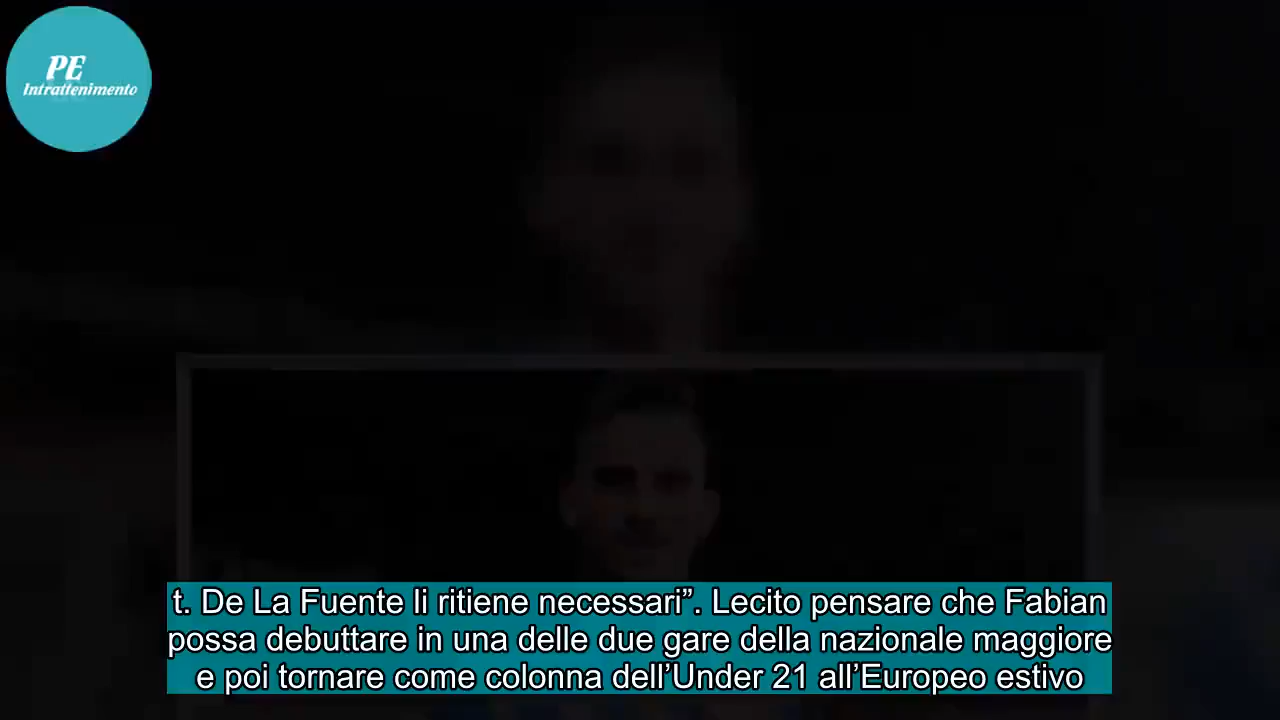 PE
Intrattenimento
t. De La Fuente li ritiene necessari”. Lecito pensare che Fabian
possa debuttare in una delle due gare della nazionale maggiore
e poi tornare come colonna dell’Under 21 all’Europeo estivo